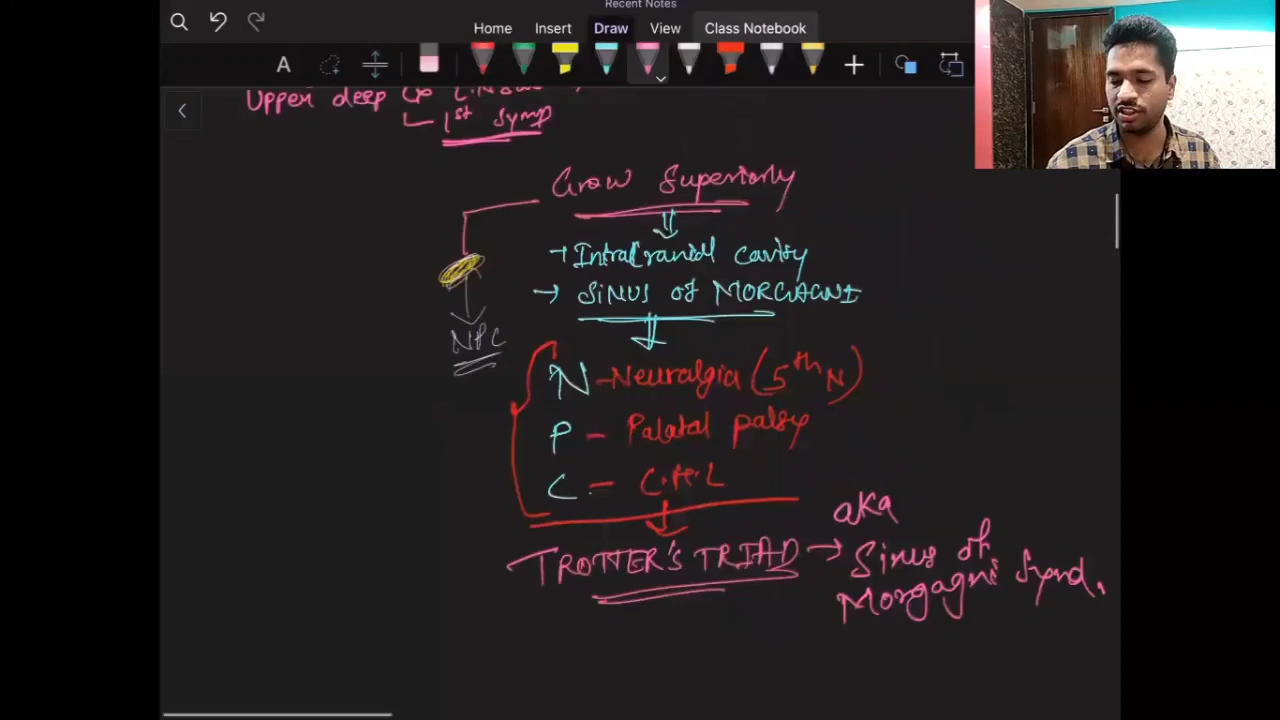 Recent Notes
Home Insert Draw View Class Notebook
A
Upper deep
1st symp
Grow Superiorly
→ Intracranial cavity
→ SINUS of MORGAGNI
NPC
N - Neuralgia (5th N)
P - Palatal palsy
C - C.H.L
aka
TROTTER'S TRIAD → Sinus of
Morgagni Synd.